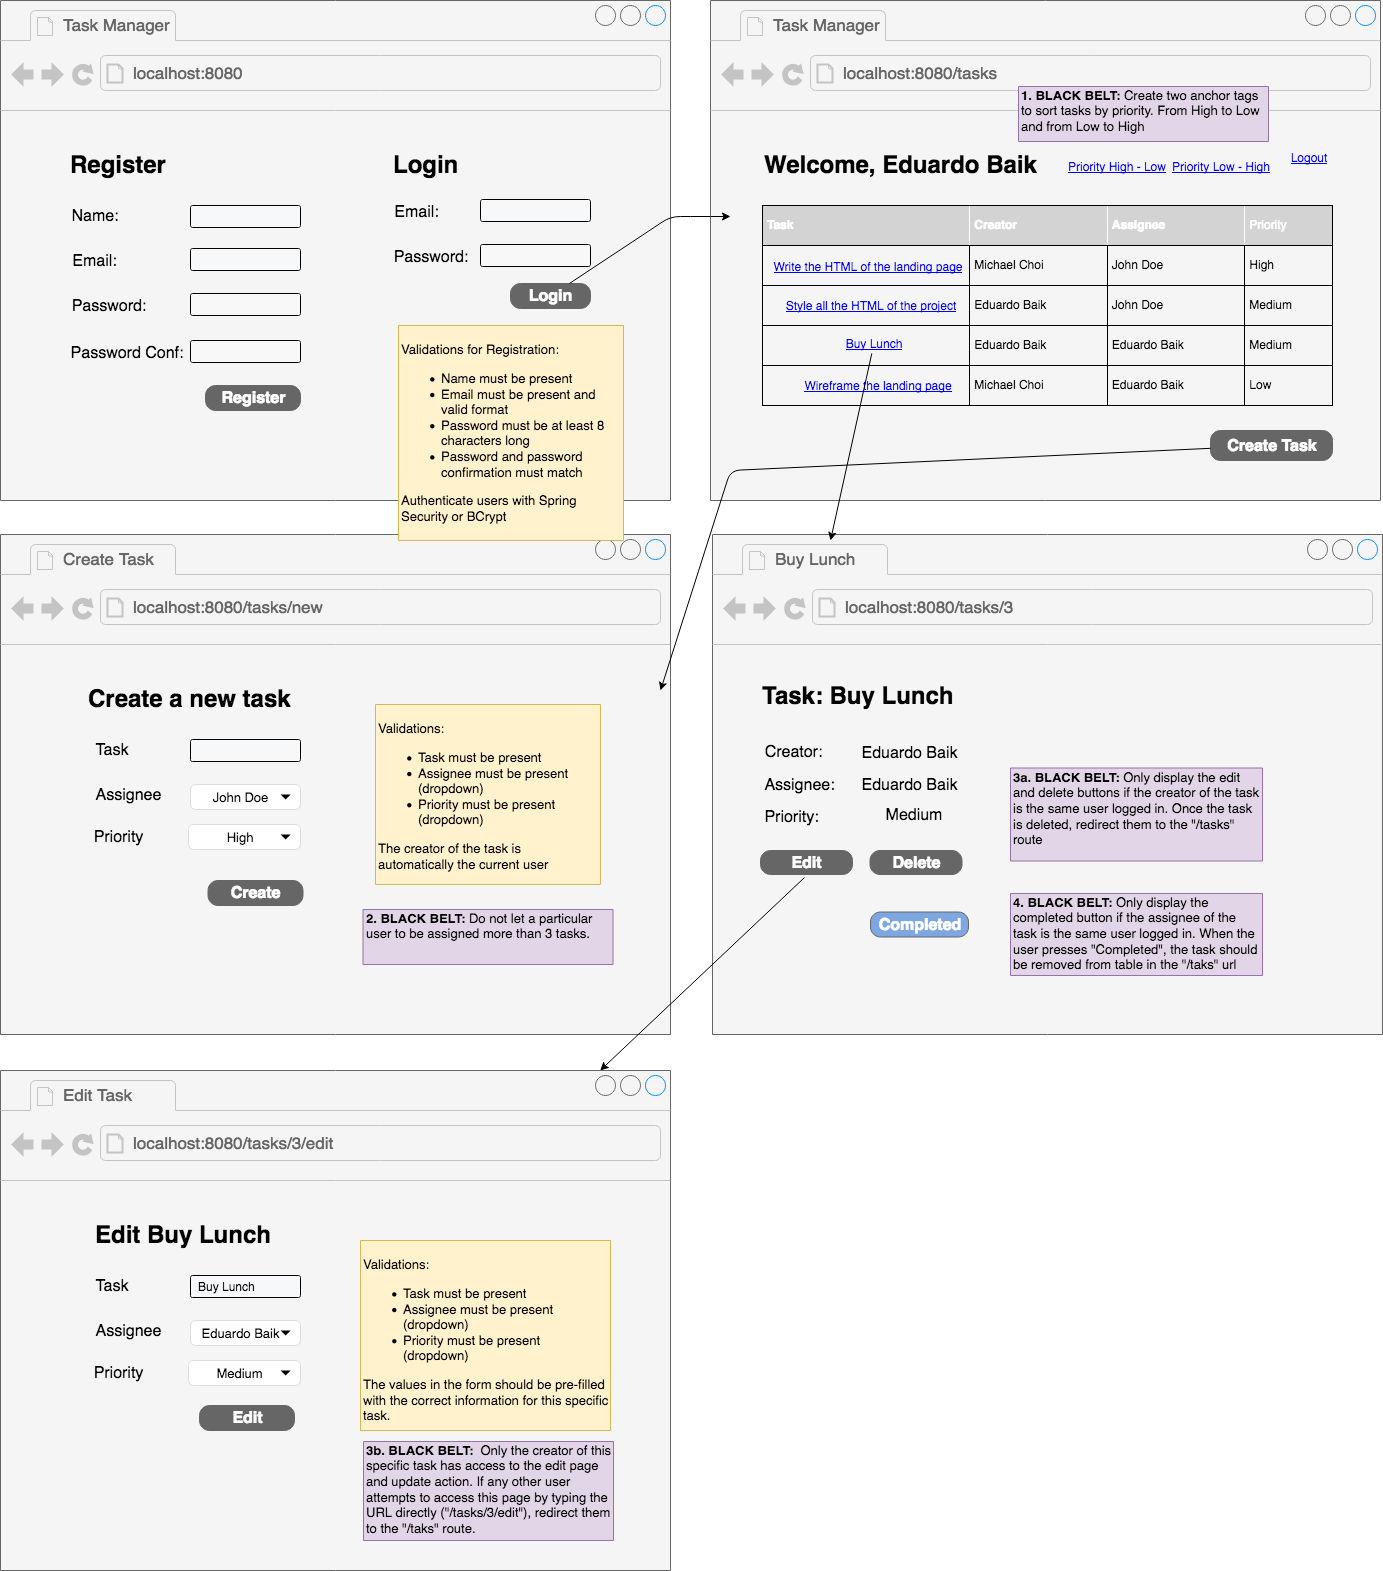 Task Manager
localhost:8080
Register
Name:
Email:
Password:
Password Conf:
Register
Login
Email:
Password:
Login
Validations for Registration:
• Name must be present
• Email must be present and
valid format
• Password must be at least 8
characters long
• Password and password
confirmation must match
Authenticate users with Spring
Security or BCrypt
Task Manager
localhost:8080/tasks
1. BLACK BELT: Create two anchor tags
to sort tasks by priority. From High to Low
and from Low to High
Welcome, Eduardo Baik
Priority High - Low Priority Low - High
Logout
Task Creator Assignee Priority
Write the HTML of the landing page Michael Choi John Doe High
Style all the HTML of the project Eduardo Baik John Doe Medium
Buy Lunch Eduardo Baik Eduardo Baik Medium
Wireframe the landing page Michael Choi Eduardo Baik Low
Create Task
Create Task
localhost:8080/tasks/new
Create a new task
Task
Assignee John Doe
Priority High
Create
Validations:
• Task must be present
• Assignee must be present
(dropdown)
• Priority must be present
(dropdown)
The creator of the task is
automatically the current user
2. BLACK BELT: Do not let a particular
user to be assigned more than 3 tasks.
Buy Lunch
localhost:8080/tasks/3
Task: Buy Lunch
Creator: Eduardo Baik
Assignee: Eduardo Baik
Priority: Medium
Edit Delete
Completed
3a. BLACK BELT: Only display the edit
and delete buttons if the creator of the task
is the same user logged in. Once the task
is deleted, redirect them to the "/tasks"
route
4. BLACK BELT: Only display the
completed button if the assignee of the
task is the same user logged in. When the
user presses "Completed", the task should
be removed from table in the "/taks" url
Edit Task
localhost:8080/tasks/3/edit
Edit Buy Lunch
Task Buy Lunch
Assignee Eduardo Baik
Priority Medium
Edit
Validations:
• Task must be present
• Assignee must be present
(dropdown)
• Priority must be present
(dropdown)
The values in the form should be pre-filled
with the correct information for this specific
task.
3b. BLACK BELT: Only the creator of this
specific task has access to the edit page
and update action. If any other user
attempts to access this page by typing the
URL directly ("/tasks/3/edit"), redirect them
to the "/taks" route.